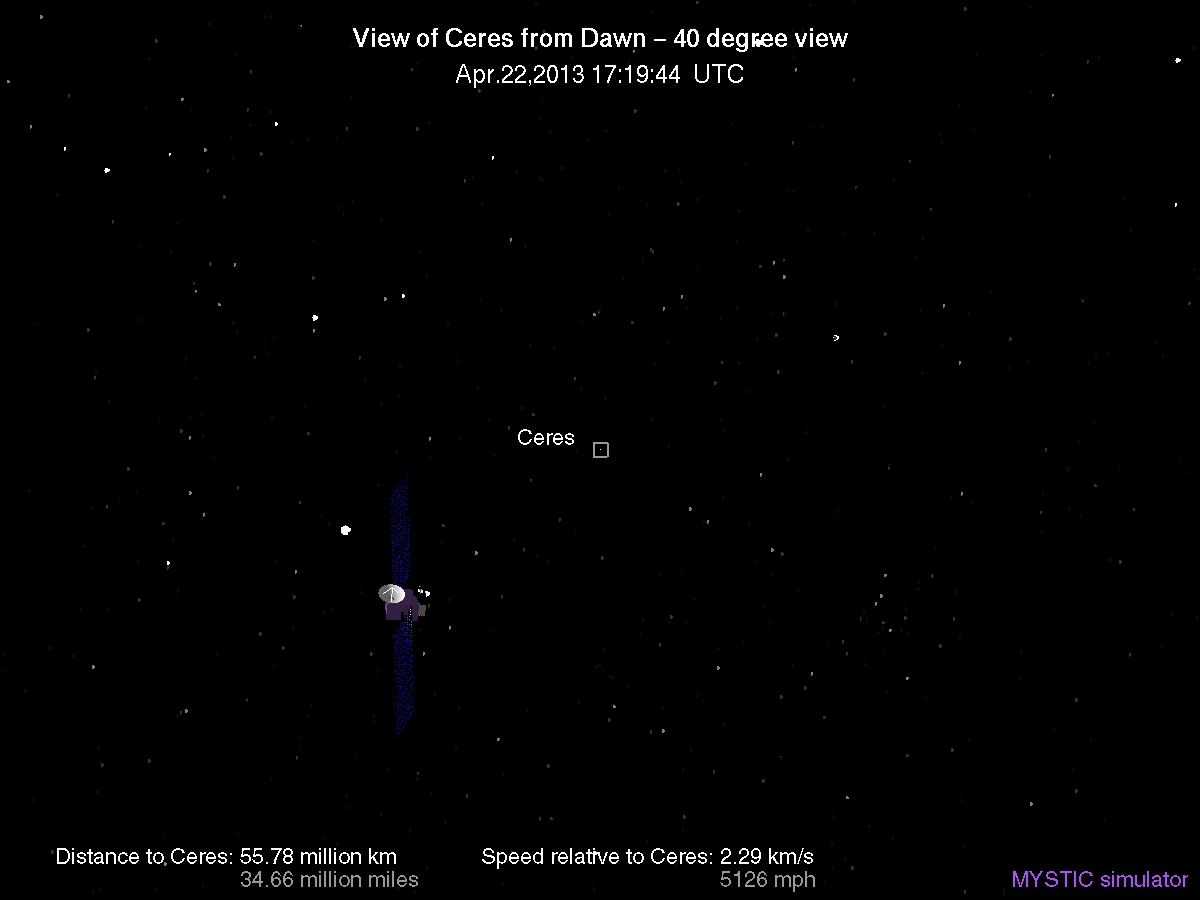 View of Ceres from Dawn – 40 degree view
Apr.22,2013 17:19:44 UTC
Ceres
Distance to Ceres: 55.78 million km
34.66 million miles
Speed relative to Ceres: 2.29 km/s
5126 mph
MYSTIC simulator